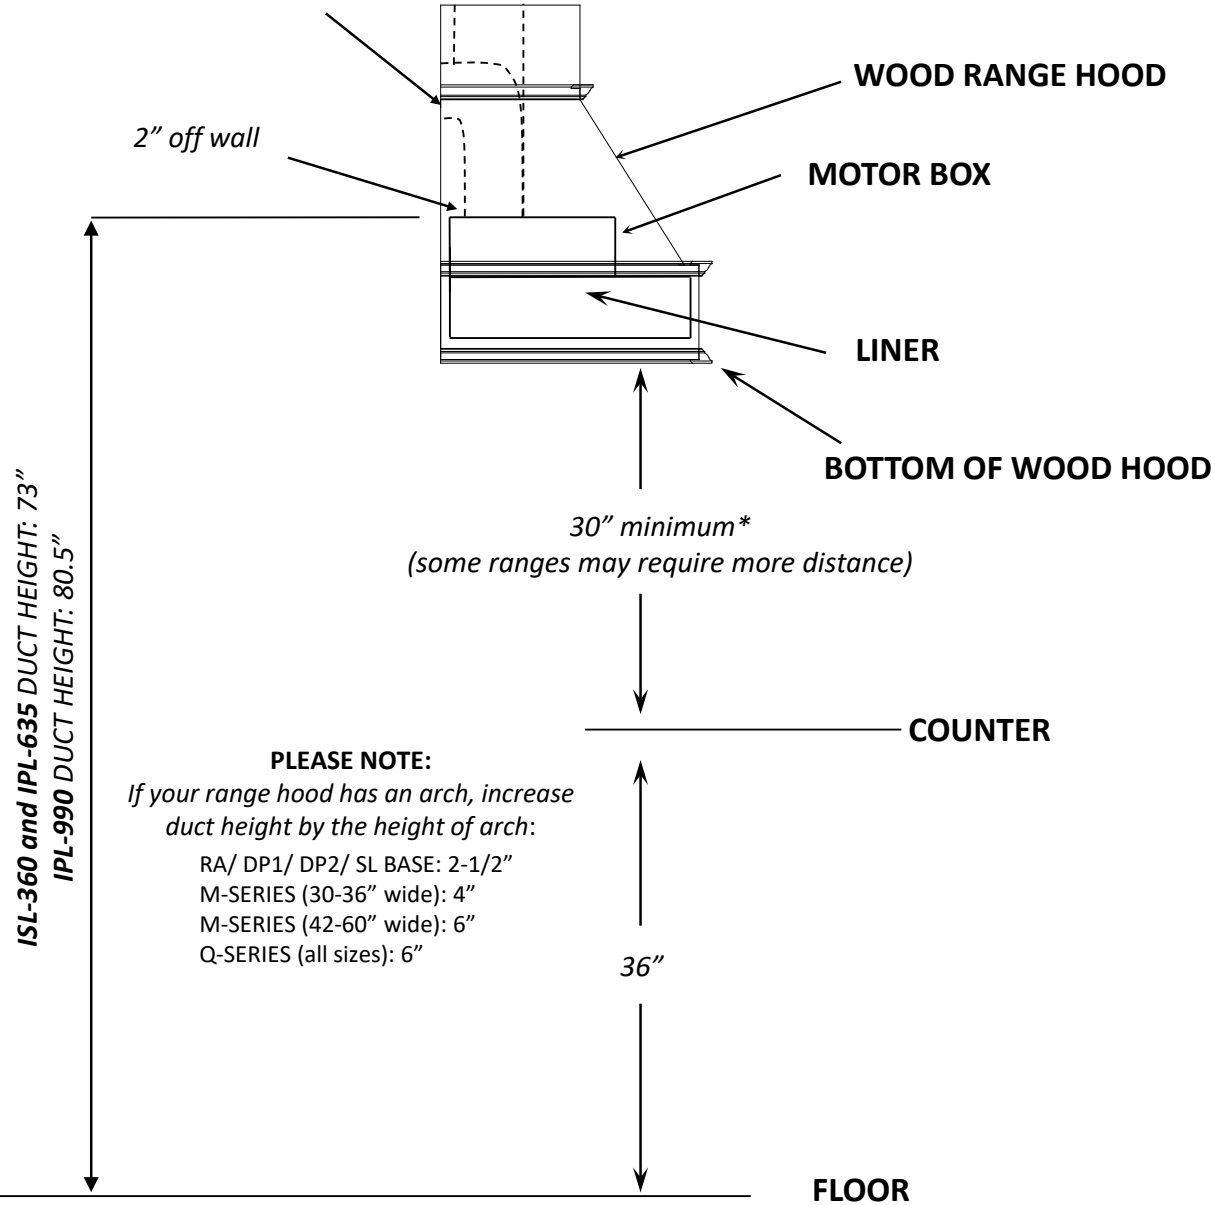 WOOD RANGE HOOD
2” off wall
MOTOR BOX
LINER
BOTTOM OF WOOD HOOD
30” minimum*
(some ranges may require more distance)
ISL-360 and IPL-635 DUCT HEIGHT: 73”
IPL-990 DUCT HEIGHT: 80.5”
COUNTER
PLEASE NOTE:
If your range hood has an arch, increase
duct height by the height of arch:
RA/ DP1/ DP2/ SL BASE: 2-1/2”
M-SERIES (30-36” wide): 4”
M-SERIES (42-60” wide): 6”
Q-SERIES (all sizes): 6”
36”
FLOOR